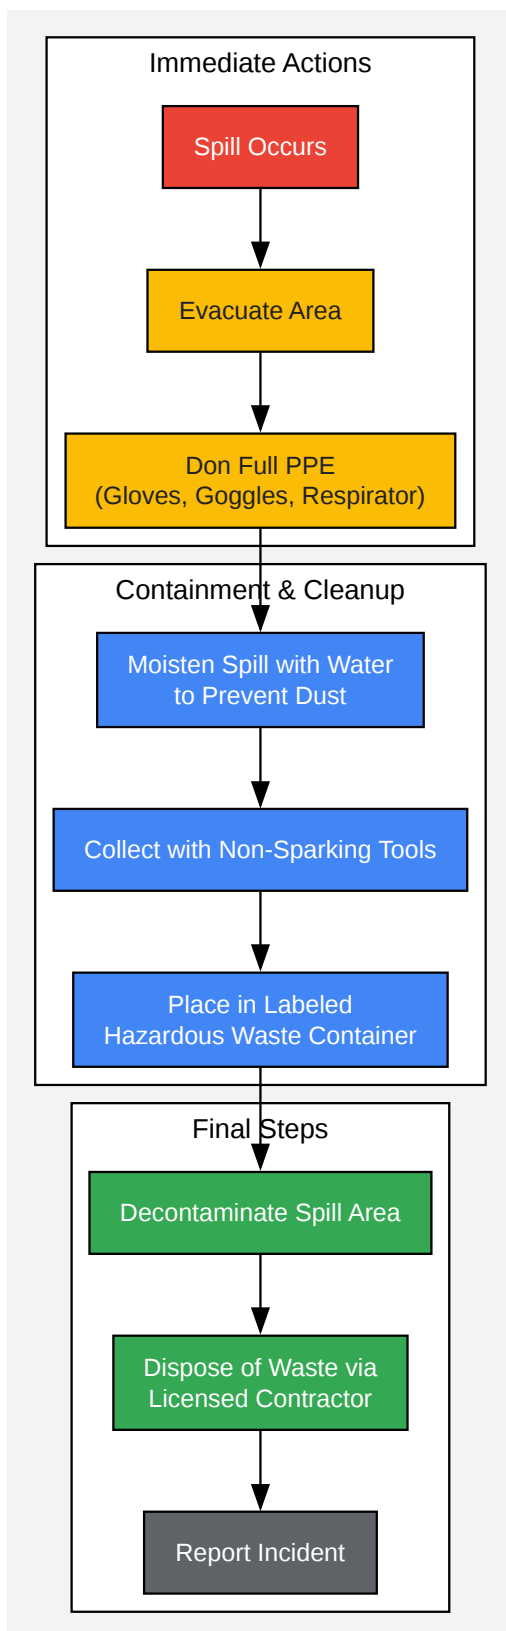 Immediate Actions
Spill Occurs
Evacuate Area
Don Full PPE
(Gloves, Goggles, Respirator)
Containment & Cleanup
Moisten Spill with Water
to Prevent Dust
Collect with Non-Sparking Tools
Place in Labeled
Hazardous Waste Container
Final Steps
Decontaminate Spill Area
Dispose of Waste via
Licensed Contractor
Report Incident